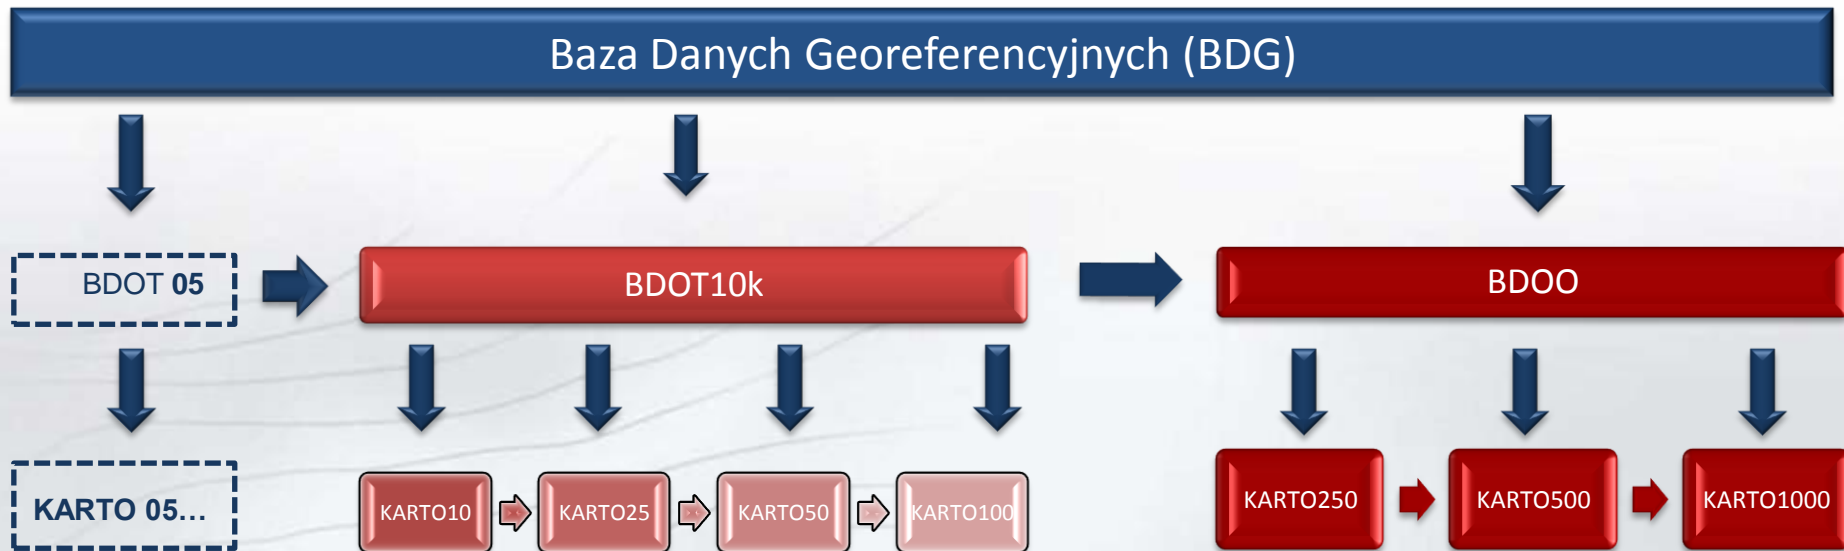 Baza Danych Georeferencyjnych (BDG)
BDOT 05
BDOT10k
BDOO
KARTO 05...
KARTO10
KARTO25
KARTO50
KARTO100
KARTO250
KARTO500
KARTO1000